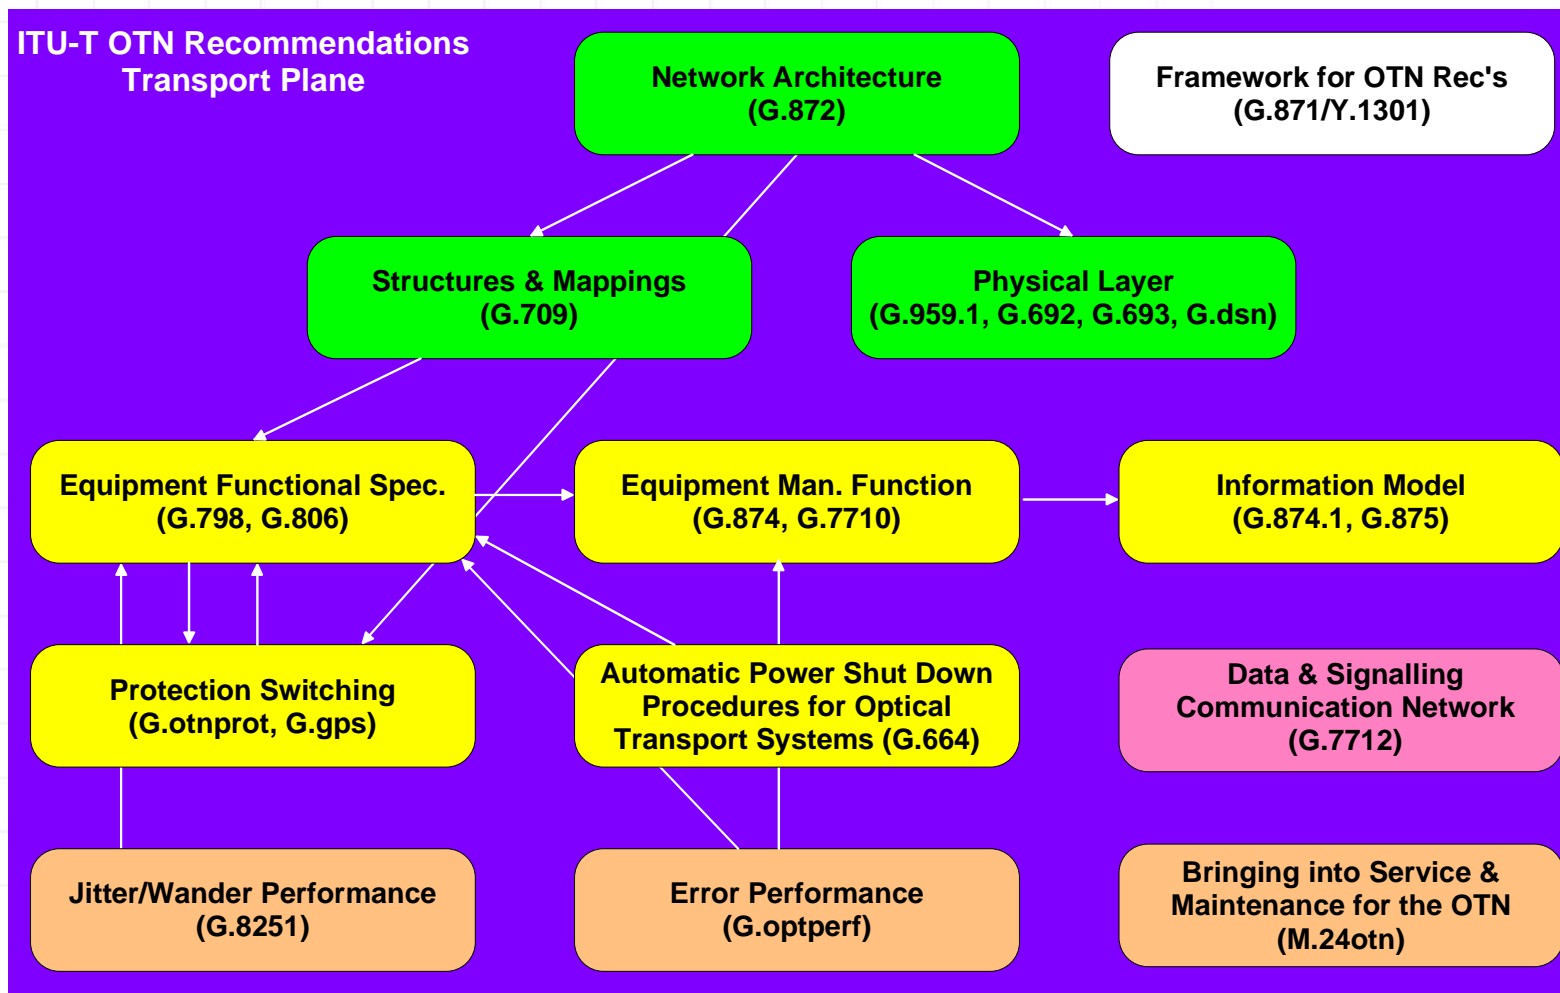 ITU-T OTN Recommendations
Transport Plane
Network Architecture
(G.872)
Framework for OTN Rec's
(G.871/Y.1301)
Structures & Mappings
(G.709)
Physical Layer
(G.959.1, G.692, G.693, G.dsn)
Equipment Functional Spec.
(G.798, G.806)
Equipment Man. Function
(G.874, G.7710)
Information Model
(G.874.1, G.875)
Protection Switching
(G.otnprot, G.gps)
Automatic Power Shut Down
Procedures for Optical
Transport Systems (G.664)
Data & Signalling
Communication Network
(G.7712)
Jitter/Wander Performance
(G.8251)
Error Performance
(G.optperf)
Bringing into Service &
Maintenance for the OTN
(M.24otn)